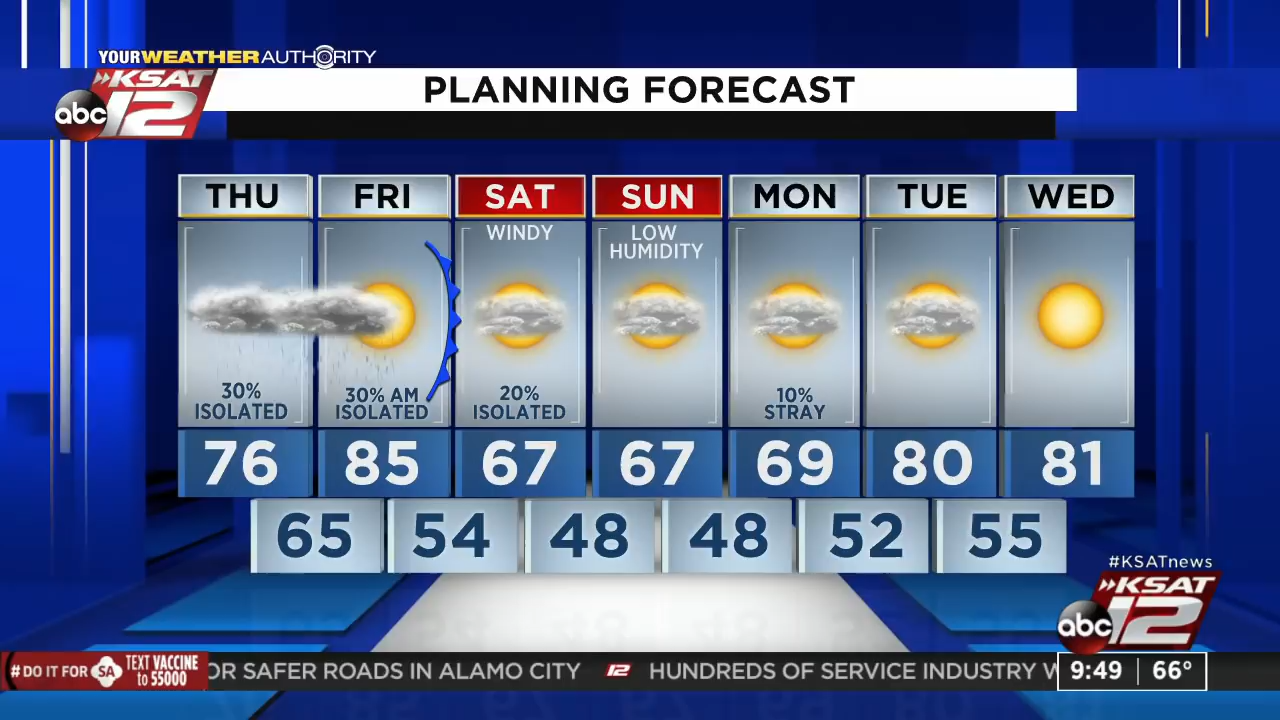 YOURWEATHERAUTHORITY
KSAT
abc 12
PLANNING FORECAST
THU FRI SAT SUN MON TUE WED
WINDY
LOW
HUMIDITY
30%
ISOLATED
30% AM
ISOLATED
20%
ISOLATED
10%
STRAY
76 85 67 67 69 80 81
65 54 48 48 52 55
#KSATnews
KSAT
abc 12
#DO IT FOR SA TEXT VACCINE
to 55000
OR SAFER ROADS IN ALAMO CITY 12 HUNDREDS OF SERVICE INDUSTRY W
9:49 66°